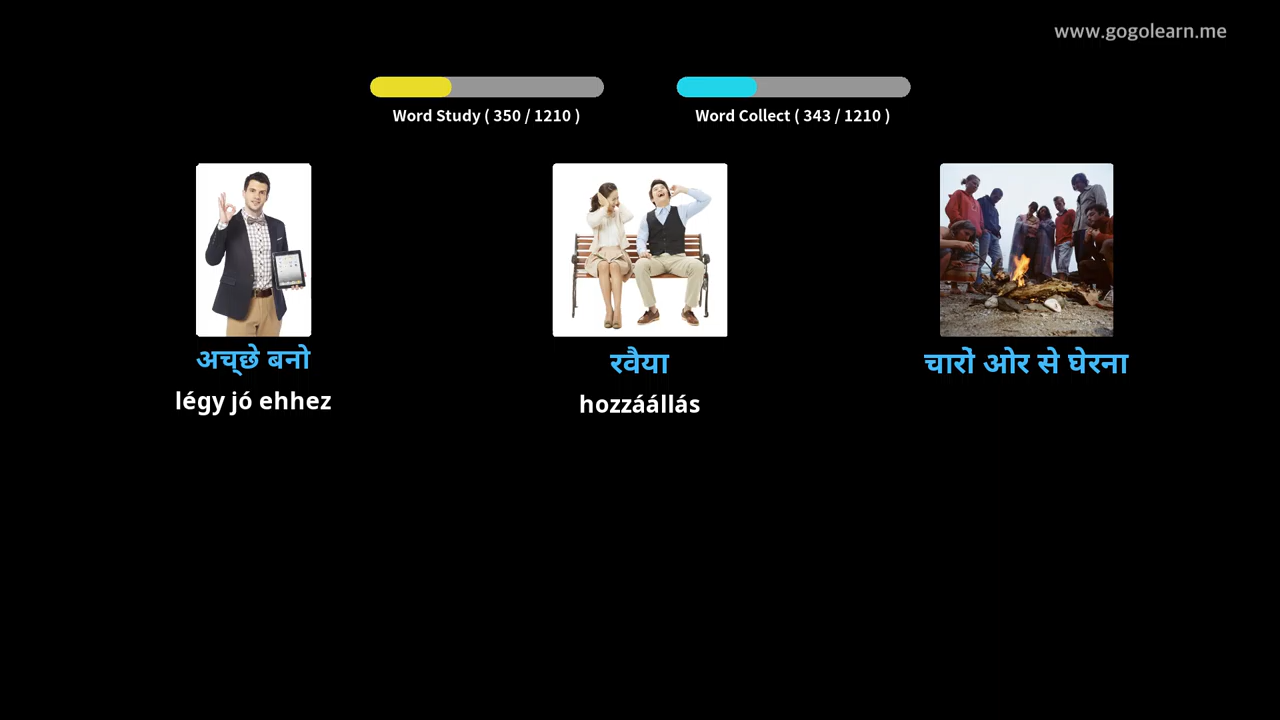 www.gogolearn.me
Word Study ( 350 / 1210 )
Word Collect ( 343 / 1210 )
अच्छे बनो
légy jó ehhez
रवैया
hozzáállás
चारों ओर से घेरना